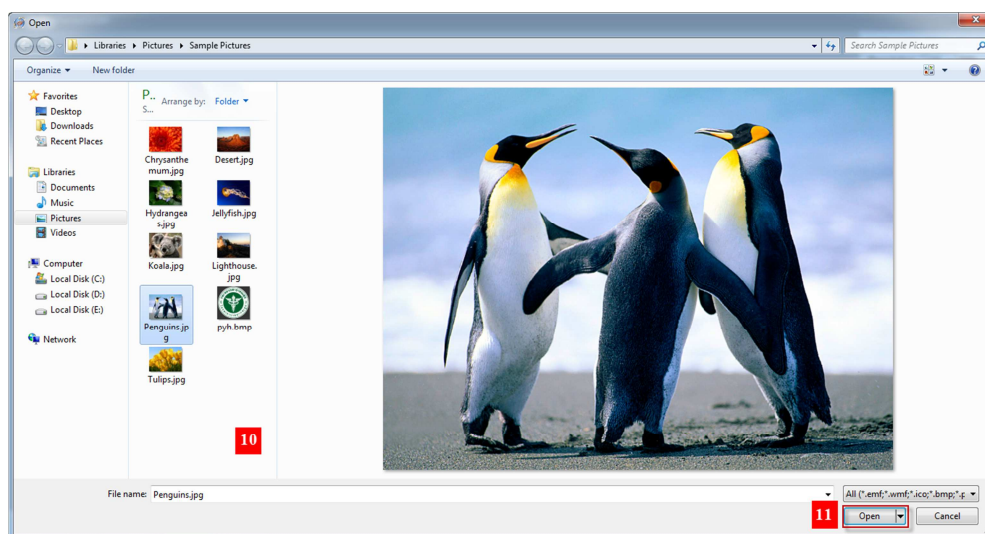 Open
Libraries ▸ Pictures ▸ Sample Pictures
Search Sample Pictures
Organize
New folder
Favorites
Desktop
Downloads
Recent Places
Libraries
Documents
Music
Pictures
Videos
Computer
Local Disk (C:)
Local Disk (D:)
Local Disk (E:)
Network
P..
S...
Arrange by: Folder
Chrysanthe
mum.jpg
Desert.jpg
Hydrangea
s.jpg
Jellyfish.jpg
Koala.jpg
Lighthouse.
jpg
Penguins.jp
g
pyh.bmp
Tulips.jpg
10
File name: Penguins.jpg
All (*.emf;*.wmf;*.ico;*.bmp;*.p
11
Open
Cancel